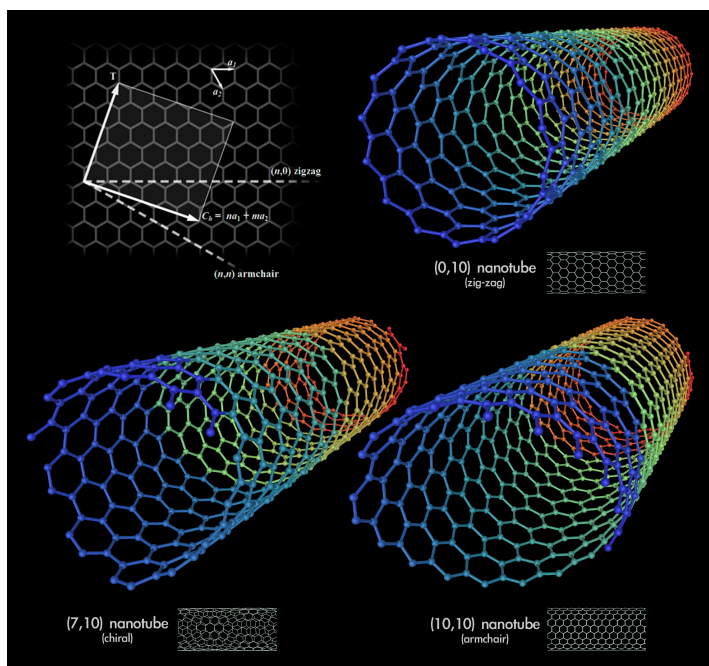 a1
T
a2
(n,0) zigzag
Ch = na1 + ma2
(n,n) armchair
(0,10) nanotube
(zig-zag)
(7,10) nanotube
(chiral)
(10,10) nanotube
(armchair)